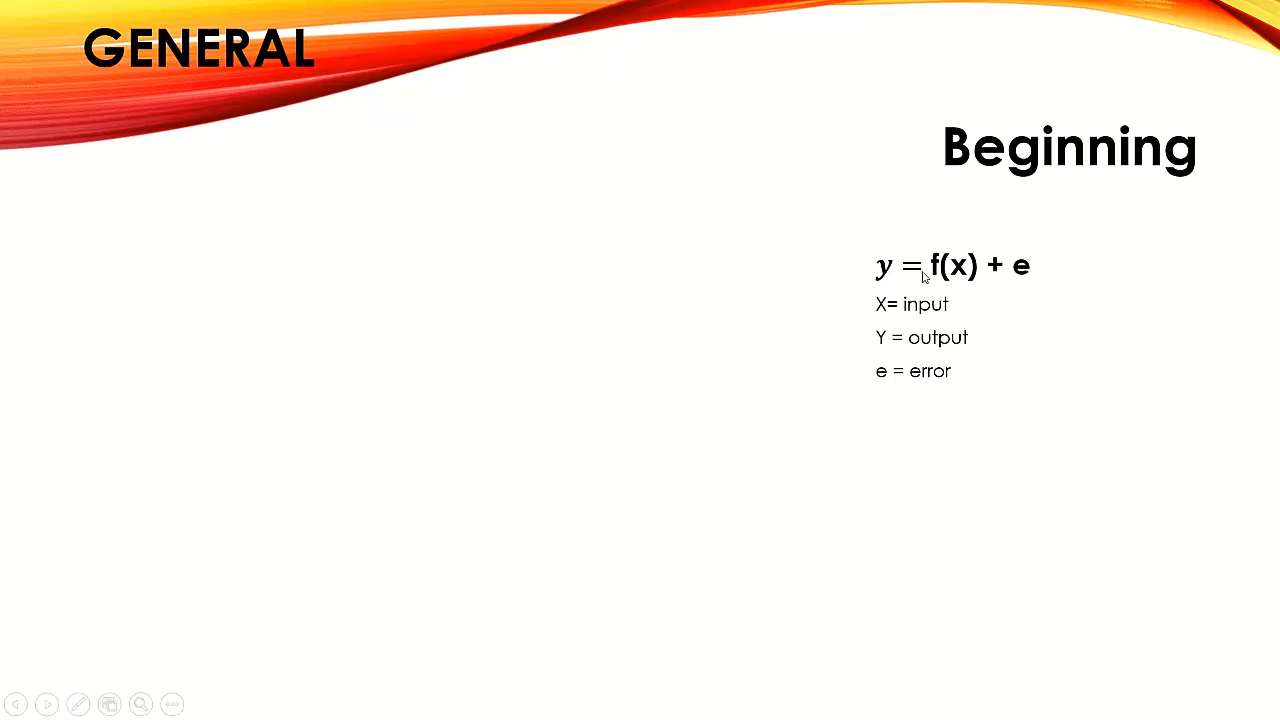 GENERAL
Beginning
y = f(x) + e
X= input
Y = output
e = error